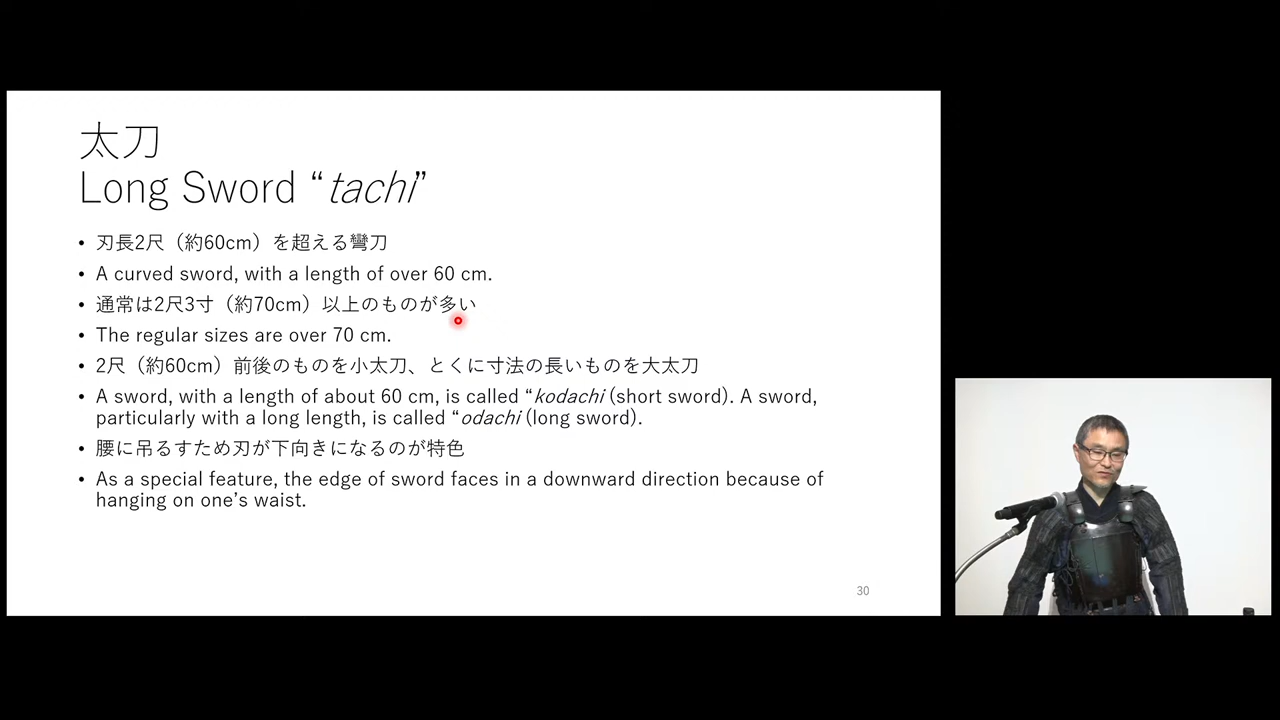 太刀
Long Sword “tachi”
• 刃長2尺（約60cm）を超える彎刀
• A curved sword, with a length of over 60 cm.
• 通常は2尺3寸（約70cm）以上のものが多い
• The regular sizes are over 70 cm.
• 2尺（約60cm）前後のものを小太刀、とくに寸法の長いものを大太刀
• A sword, with a length of about 60 cm, is called “kodachi (short sword). A sword,
particularly with a long length, is called “odachi (long sword).
• 腰に吊るすため刃が下向きになるのが特色
• As a special feature, the edge of sword faces in a downward direction because of
hanging on one’s waist.
30